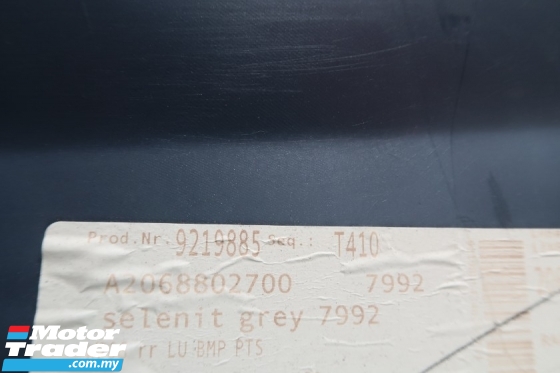 Prod.Nr. 9219885 Seq.: T410
A2068802700 7992
selenit grey 7992
rr LU BMP PTS
Motor
Trader
.com.my